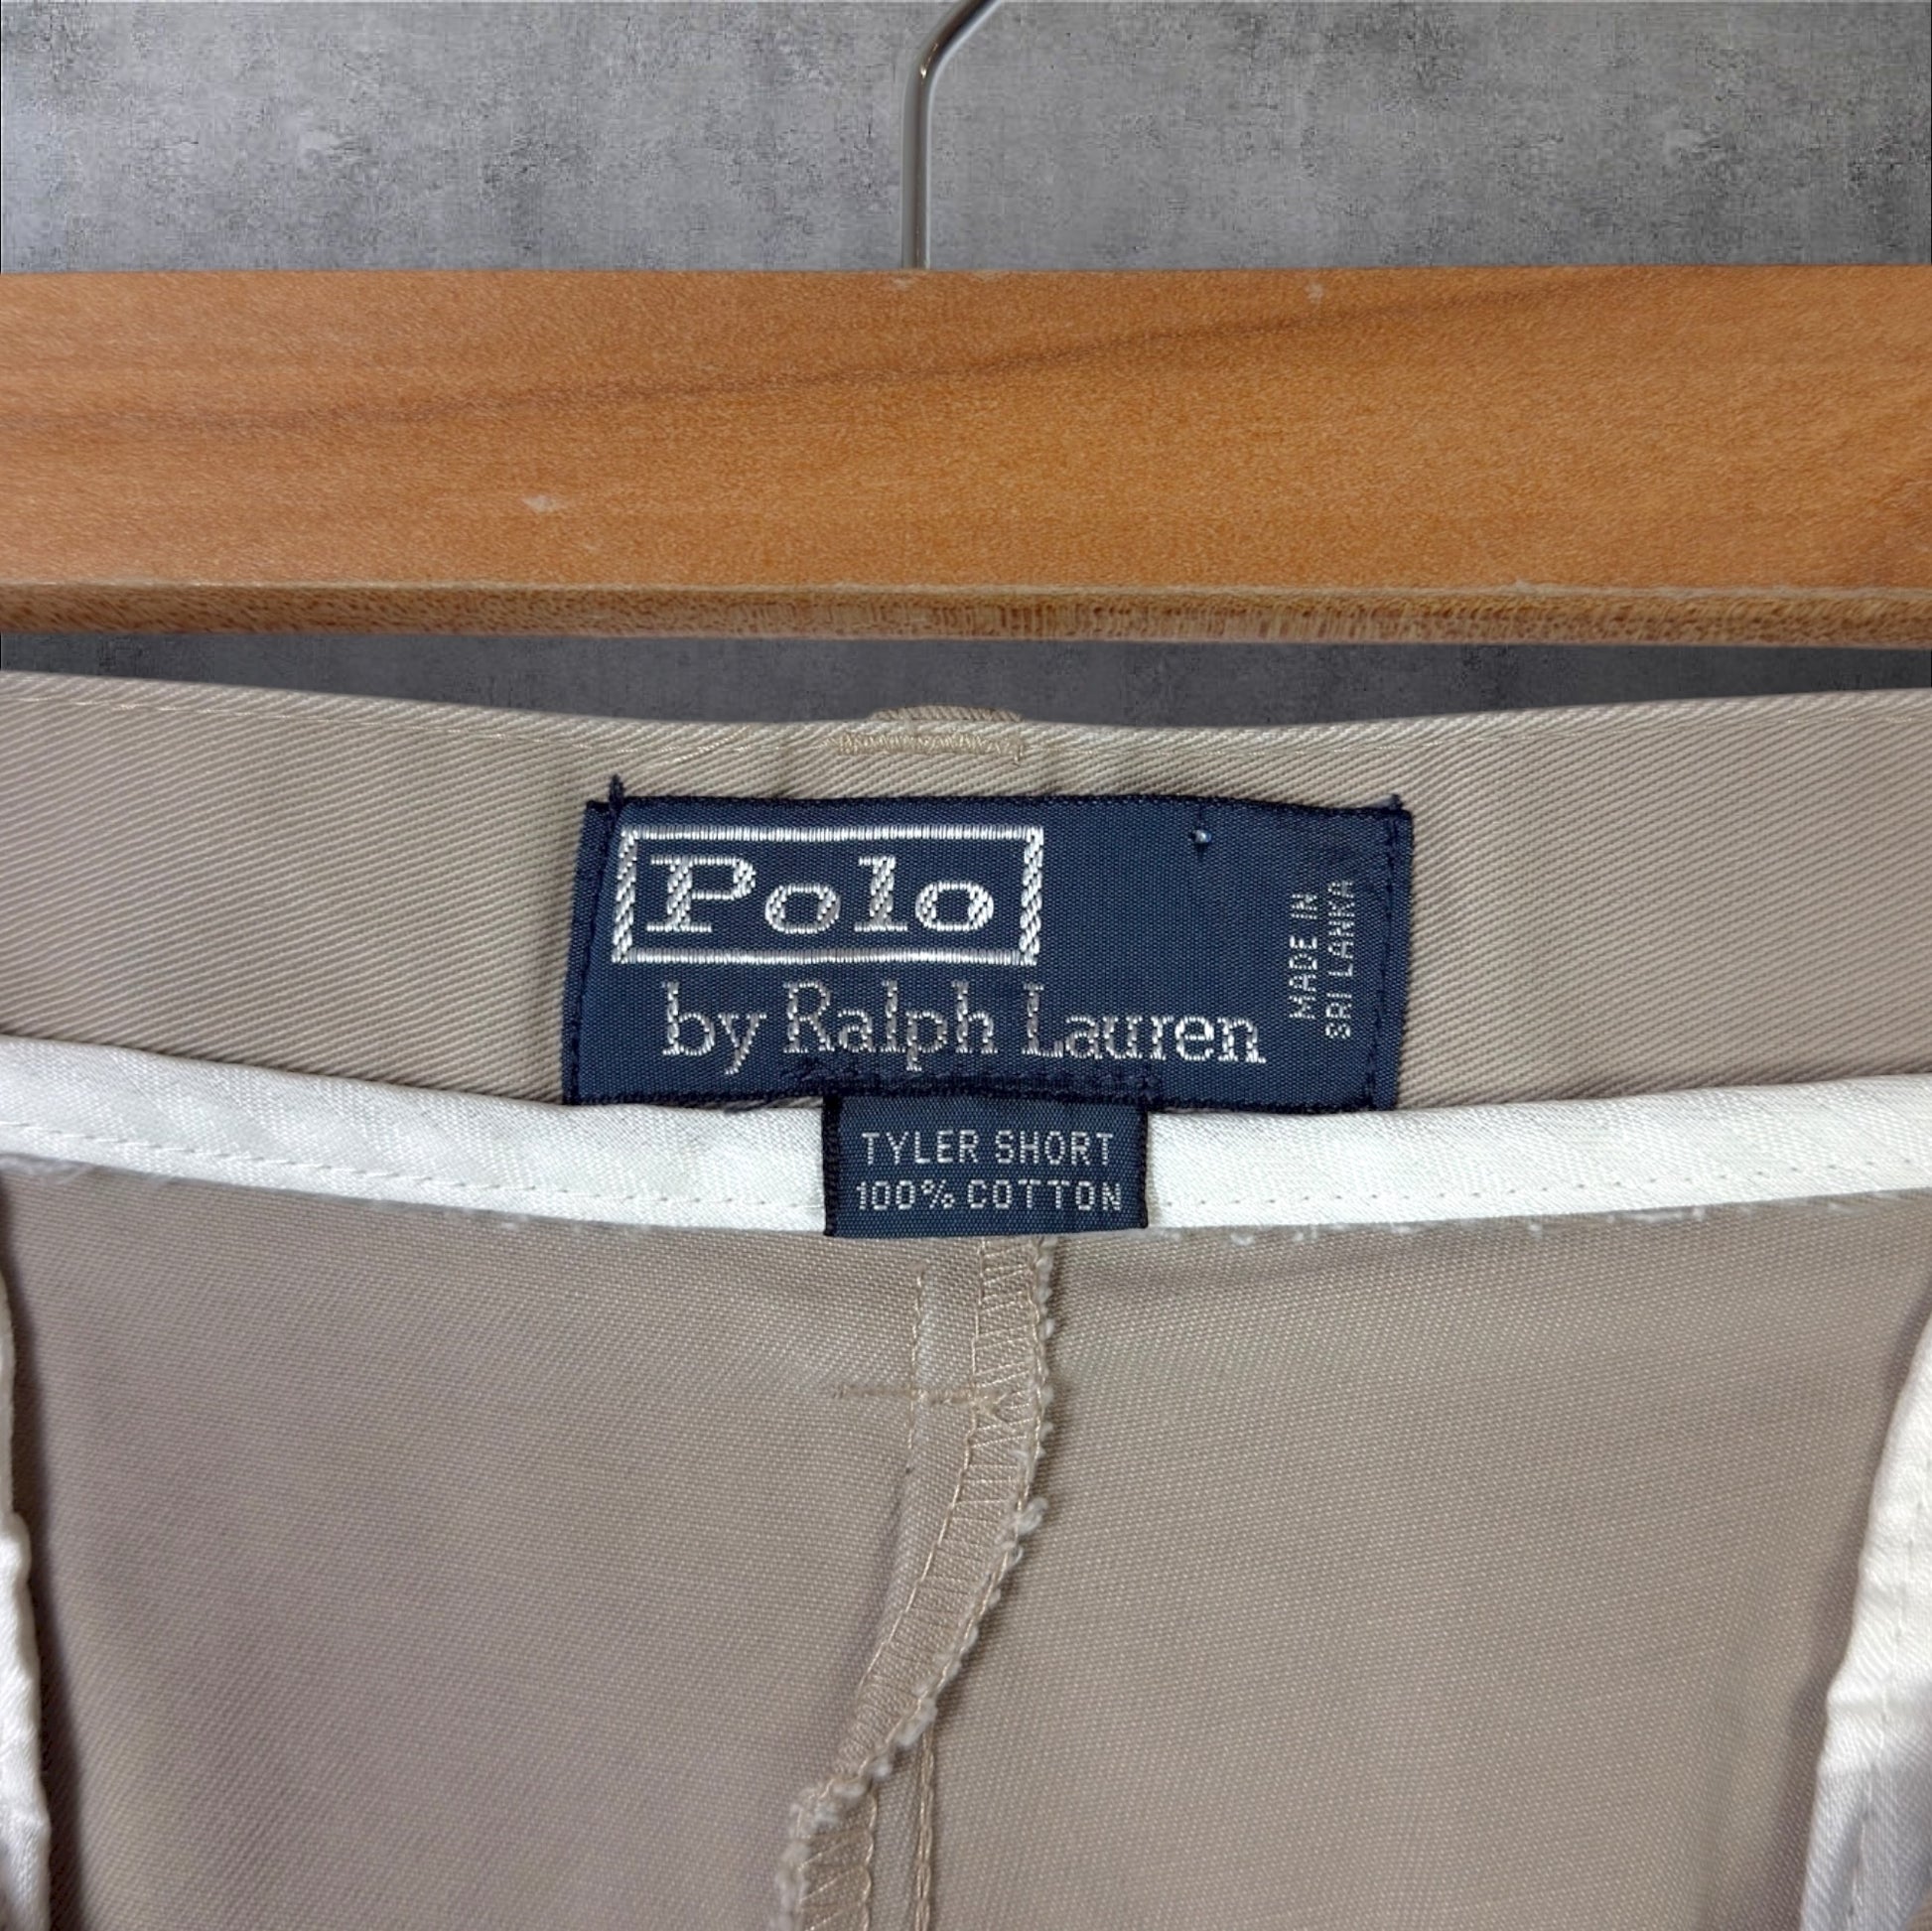 Polo
by Ralph Lauren
MADE IN
SRI LANKA
TYLER SHORT
100% COTTON